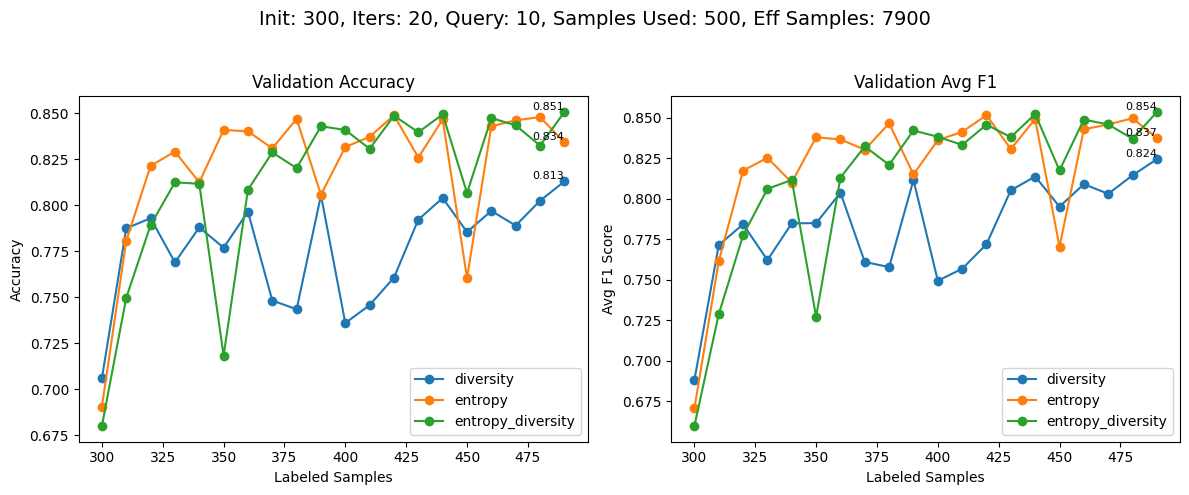 Init: 300, Iters: 20, Query: 10, Samples Used: 500, Eff Samples: 7900
Validation Accuracy
0.850
0.825
0.800
0.775
0.750
0.725
0.700
0.675
Accuracy
300
325
350
375
400
425
450
475
Labeled Samples
0.851
0.834
0.813
diversity
entropy
entropy_diversity
Validation Avg F1
0.850
0.825
0.800
0.775
0.750
0.725
0.700
0.675
Avg F1 Score
300
325
350
375
400
425
450
475
Labeled Samples
0.854
0.837
0.824
diversity
entropy
entropy_diversity